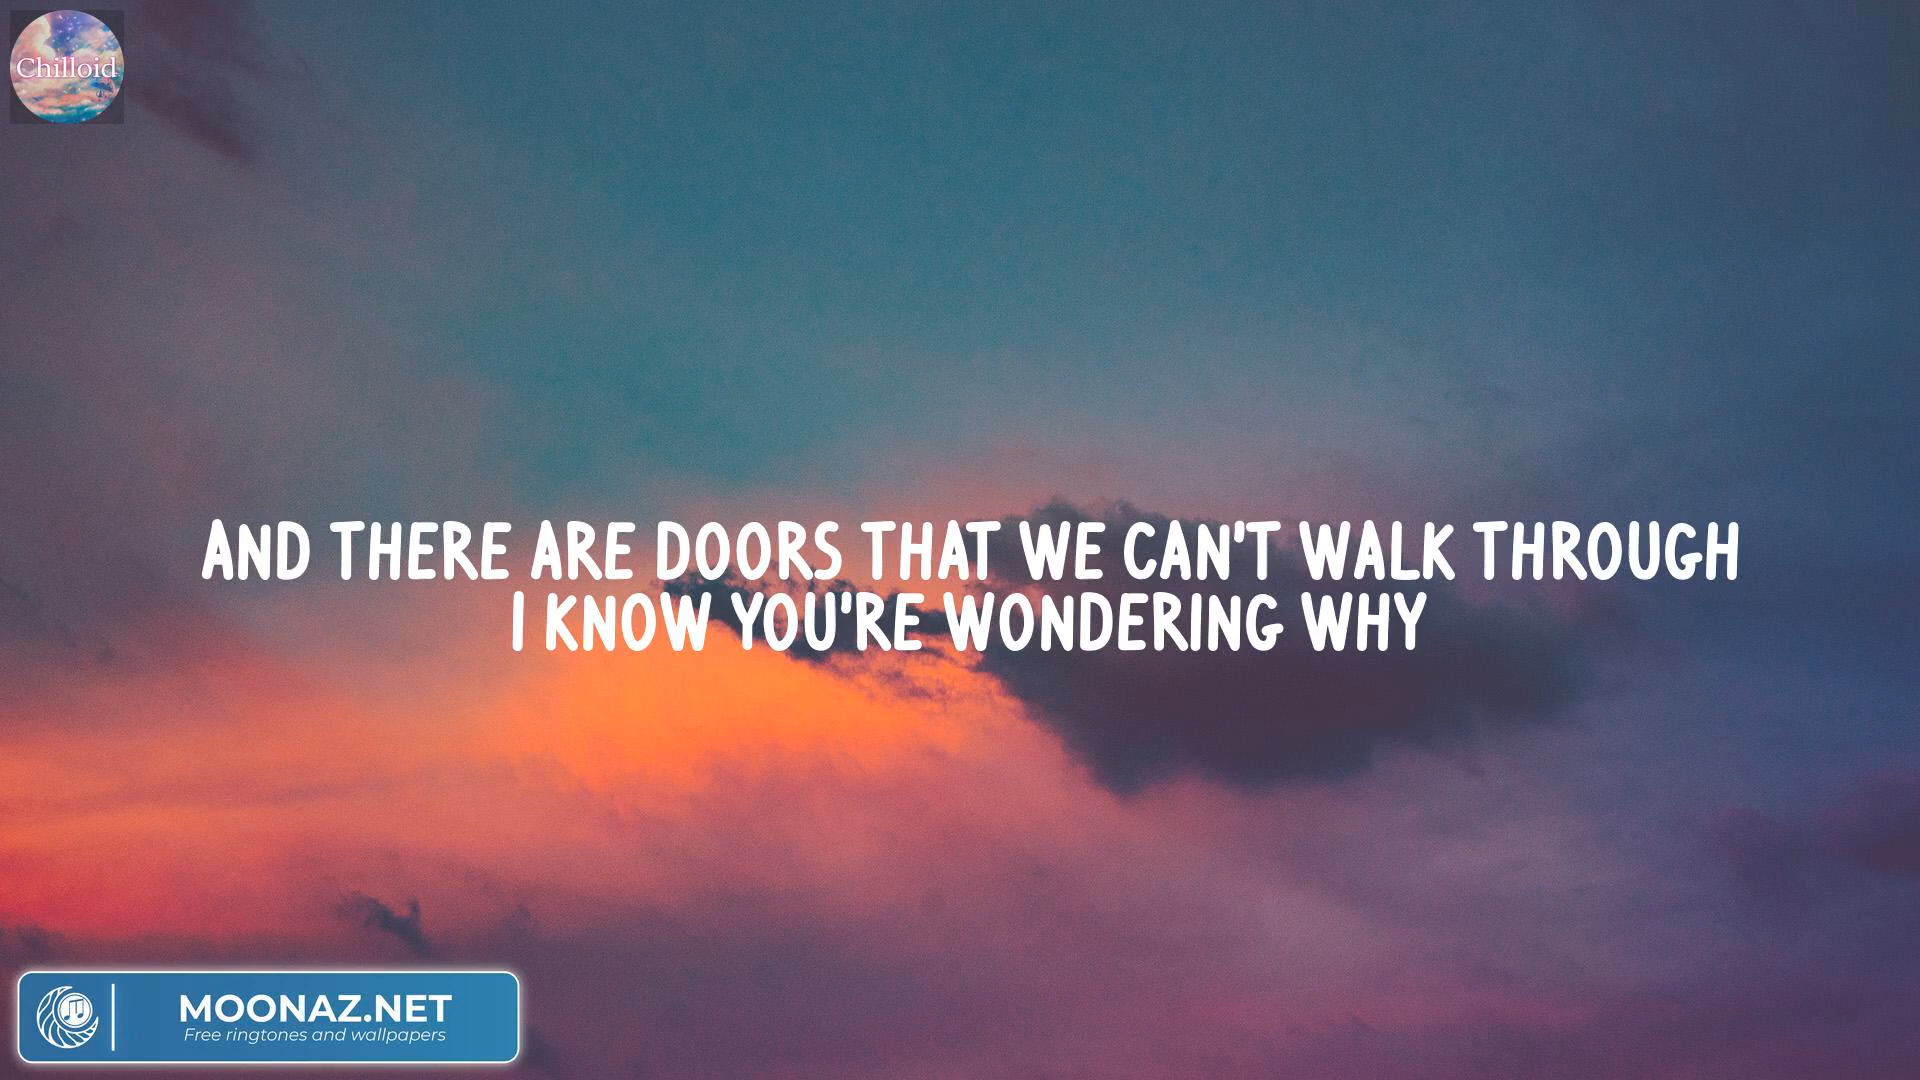 Chilloid
AND THERE ARE DOORS THAT WE CAN'T WALK THROUGH
I KNOW YOU'RE WONDERING WHY
MOONAZ.NET
Free ringtones and wallpapers